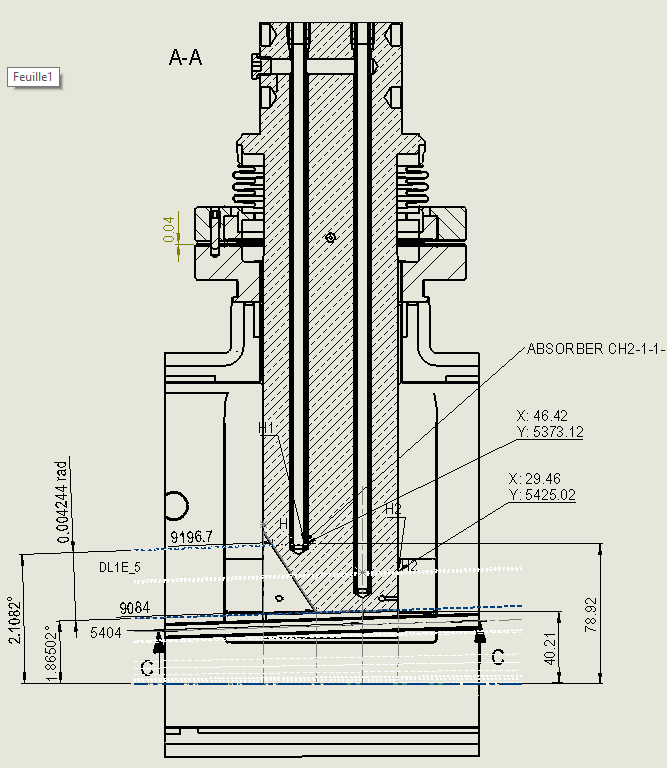 A-A
Feuille1
0.04
ABSORBER CH2-1-1-
X: 46.42
Y: 5373.12
H1
X: 29.46
Y: 5425.02
0.004244 rad
H2
H
9196.7
DL1E_5
H2
2.1082°
9084
78.92
1.86502°
5404
40.21
C
C